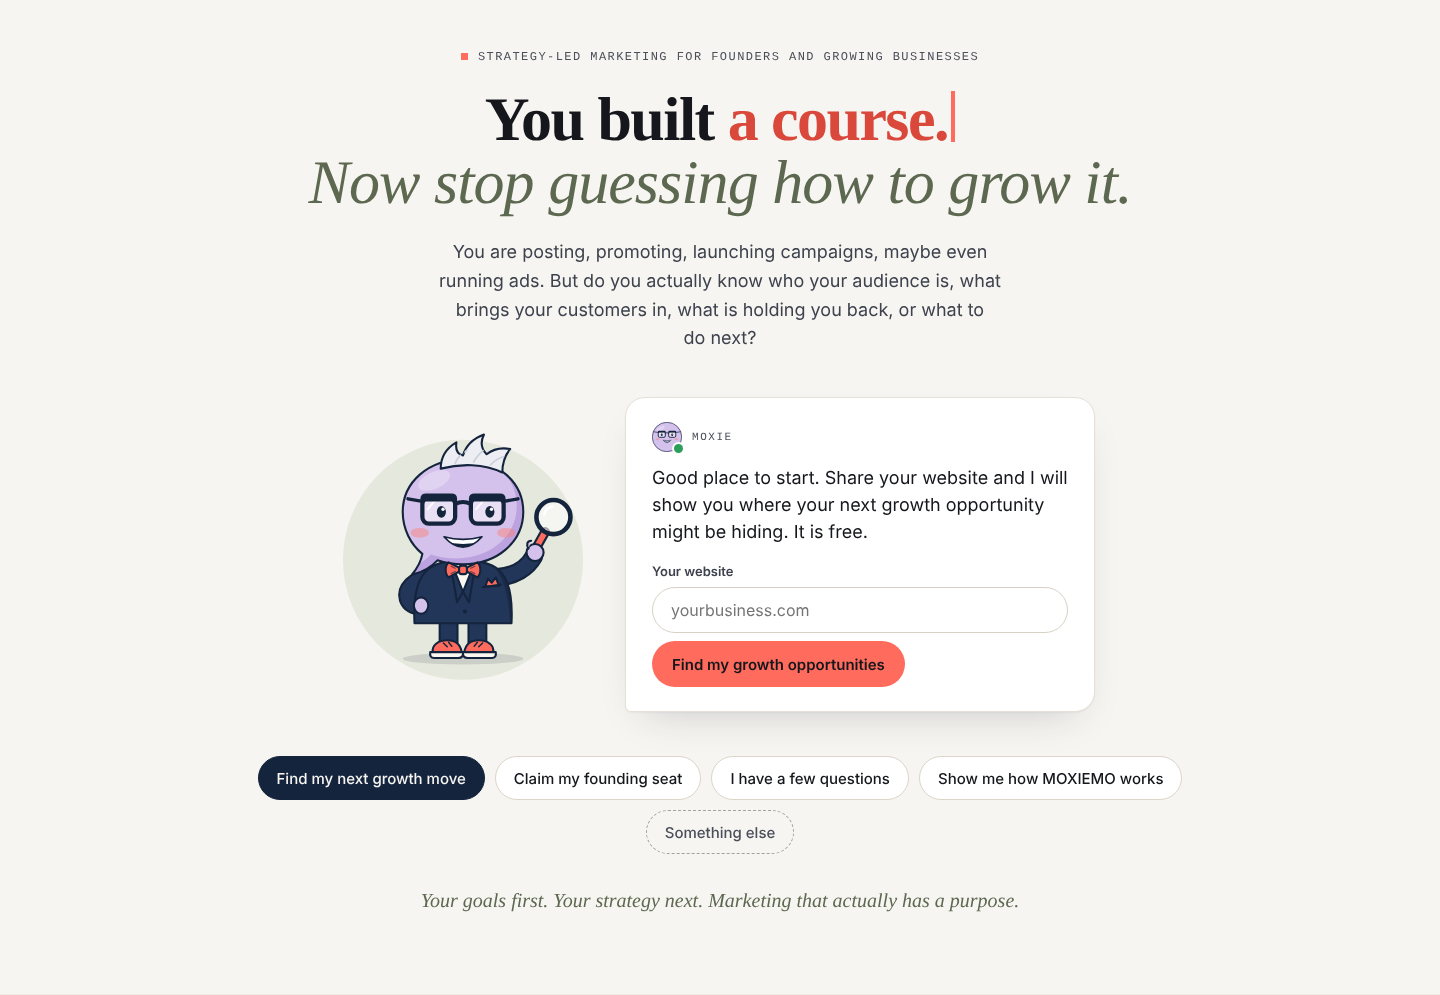 STRATEGY-LED MARKETING FOR FOUNDERS AND GROWING BUSINESSES
You built a course.
Now stop guessing how to grow it.
You are posting, promoting, launching campaigns, maybe even
running ads. But do you actually know who your audience is, what
brings your customers in, what is holding you back, or what to
do next?
MOXIE
Good place to start. Share your website and I will
show you where your next growth opportunity
might be hiding. It is free.
Your website
yourbusiness.com
Find my growth opportunities
Find my next growth move
Claim my founding seat
I have a few questions
Show me how MOXIEMO works
Something else
Your goals first. Your strategy next. Marketing that actually has a purpose.